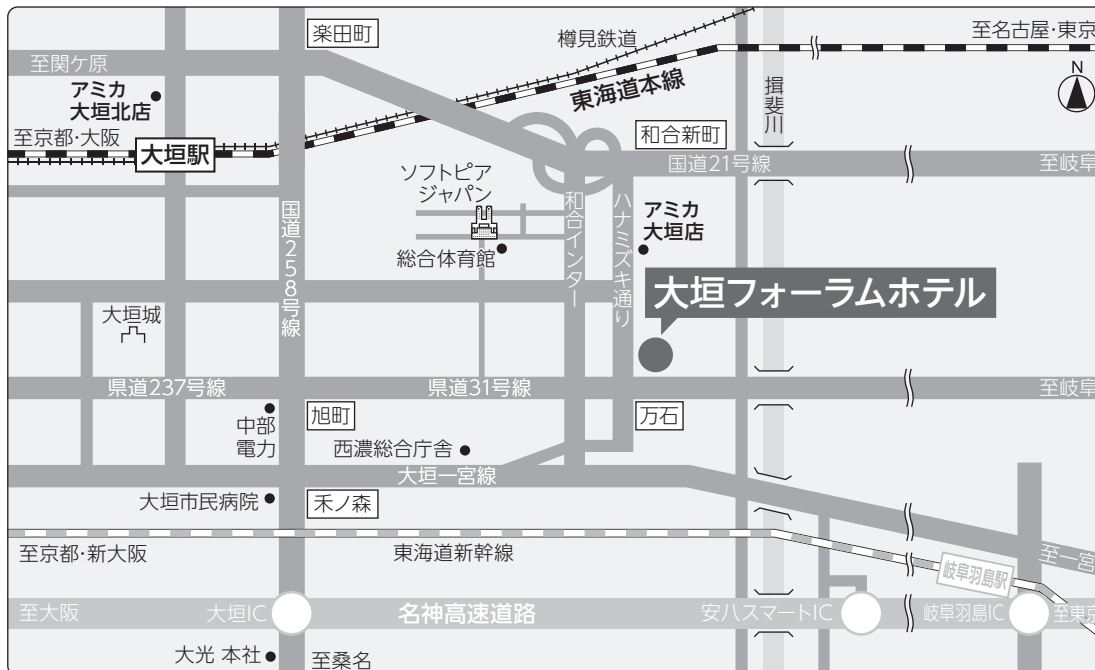 楽田町
樽見鉄道
至名古屋・東京
至関ケ原
東海道本線
アミカ
大垣北店
揖斐川
N
至京都・大阪
大垣駅
和合新町
国道21号線
至岐阜
ソフトピア
ジャパン
国道258号線
和合インター
ハナミズキ通り
アミカ
大垣店
総合体育館
大垣フォーラムホテル
大垣城
県道237号線
県道31号線
至岐阜
中部
電力
旭町
万石
西濃総合庁舎
大垣一宮線
大垣市民病院
禾ノ森
至京都・新大阪
東海道新幹線
至一宮
岐阜羽島駅
至大阪
大垣IC
名神高速道路
安八スマートIC
岐阜羽島IC
至東京
大光 本社
至桑名